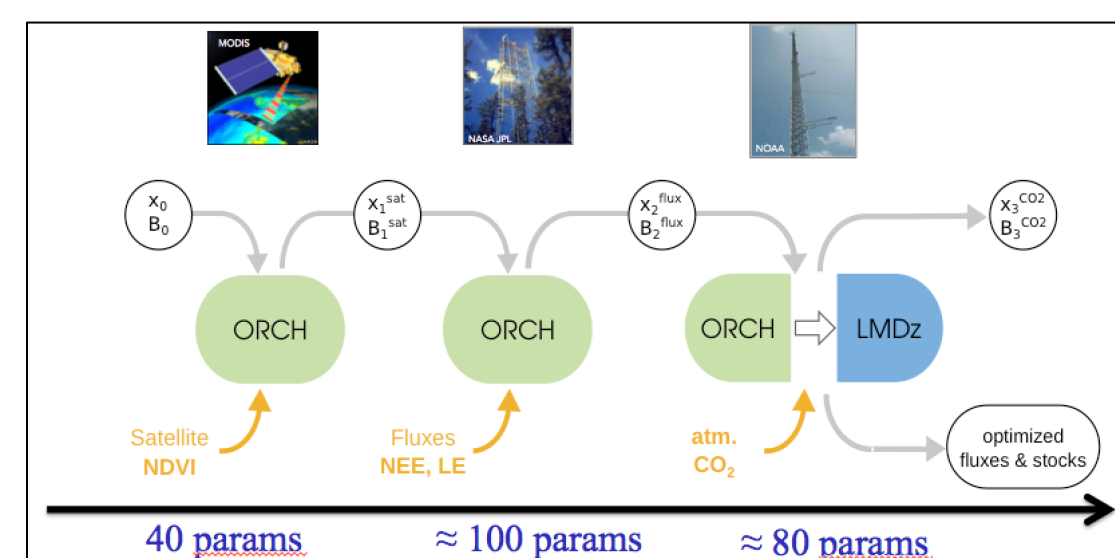 MODIS
NASA JPL
NOAA
x0
B0
x1sat
B1sat
x2flux
B2flux
x3CO2
B3CO2
ORCH
ORCH
ORCH
LMDz
Satellite
NDVI
Fluxes
NEE, LE
atm.
CO2
optimized
fluxes & stocks
40 params
≈ 100 params
≈ 80 params